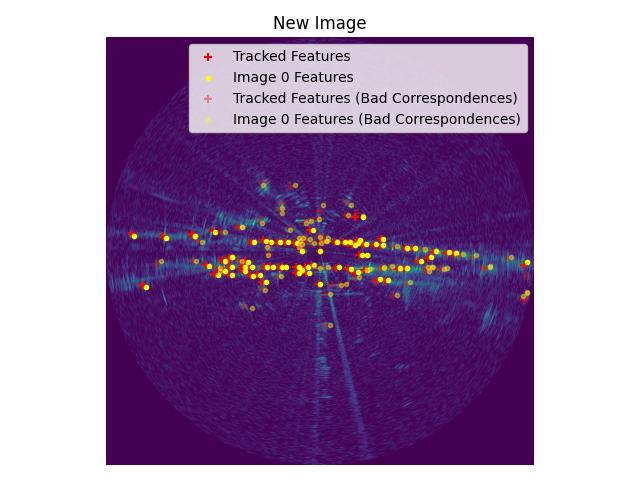 New Image
Tracked Features
Image 0 Features
Tracked Features (Bad Correspondences)
Image 0 Features (Bad Correspondences)